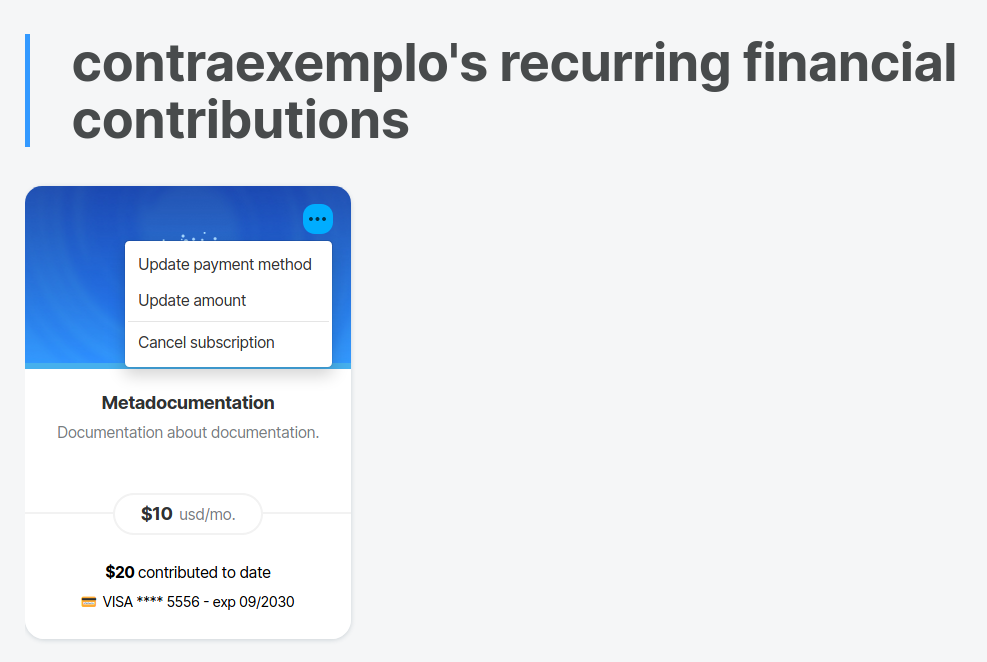 contraexemplo's recurring financial
contributions
Update payment method
Update amount
Cancel subscription
Metadocumentation
Documentation about documentation.
$10 usd/mo.
$20 contributed to date
VISA **** 5556 - exp 09/2030